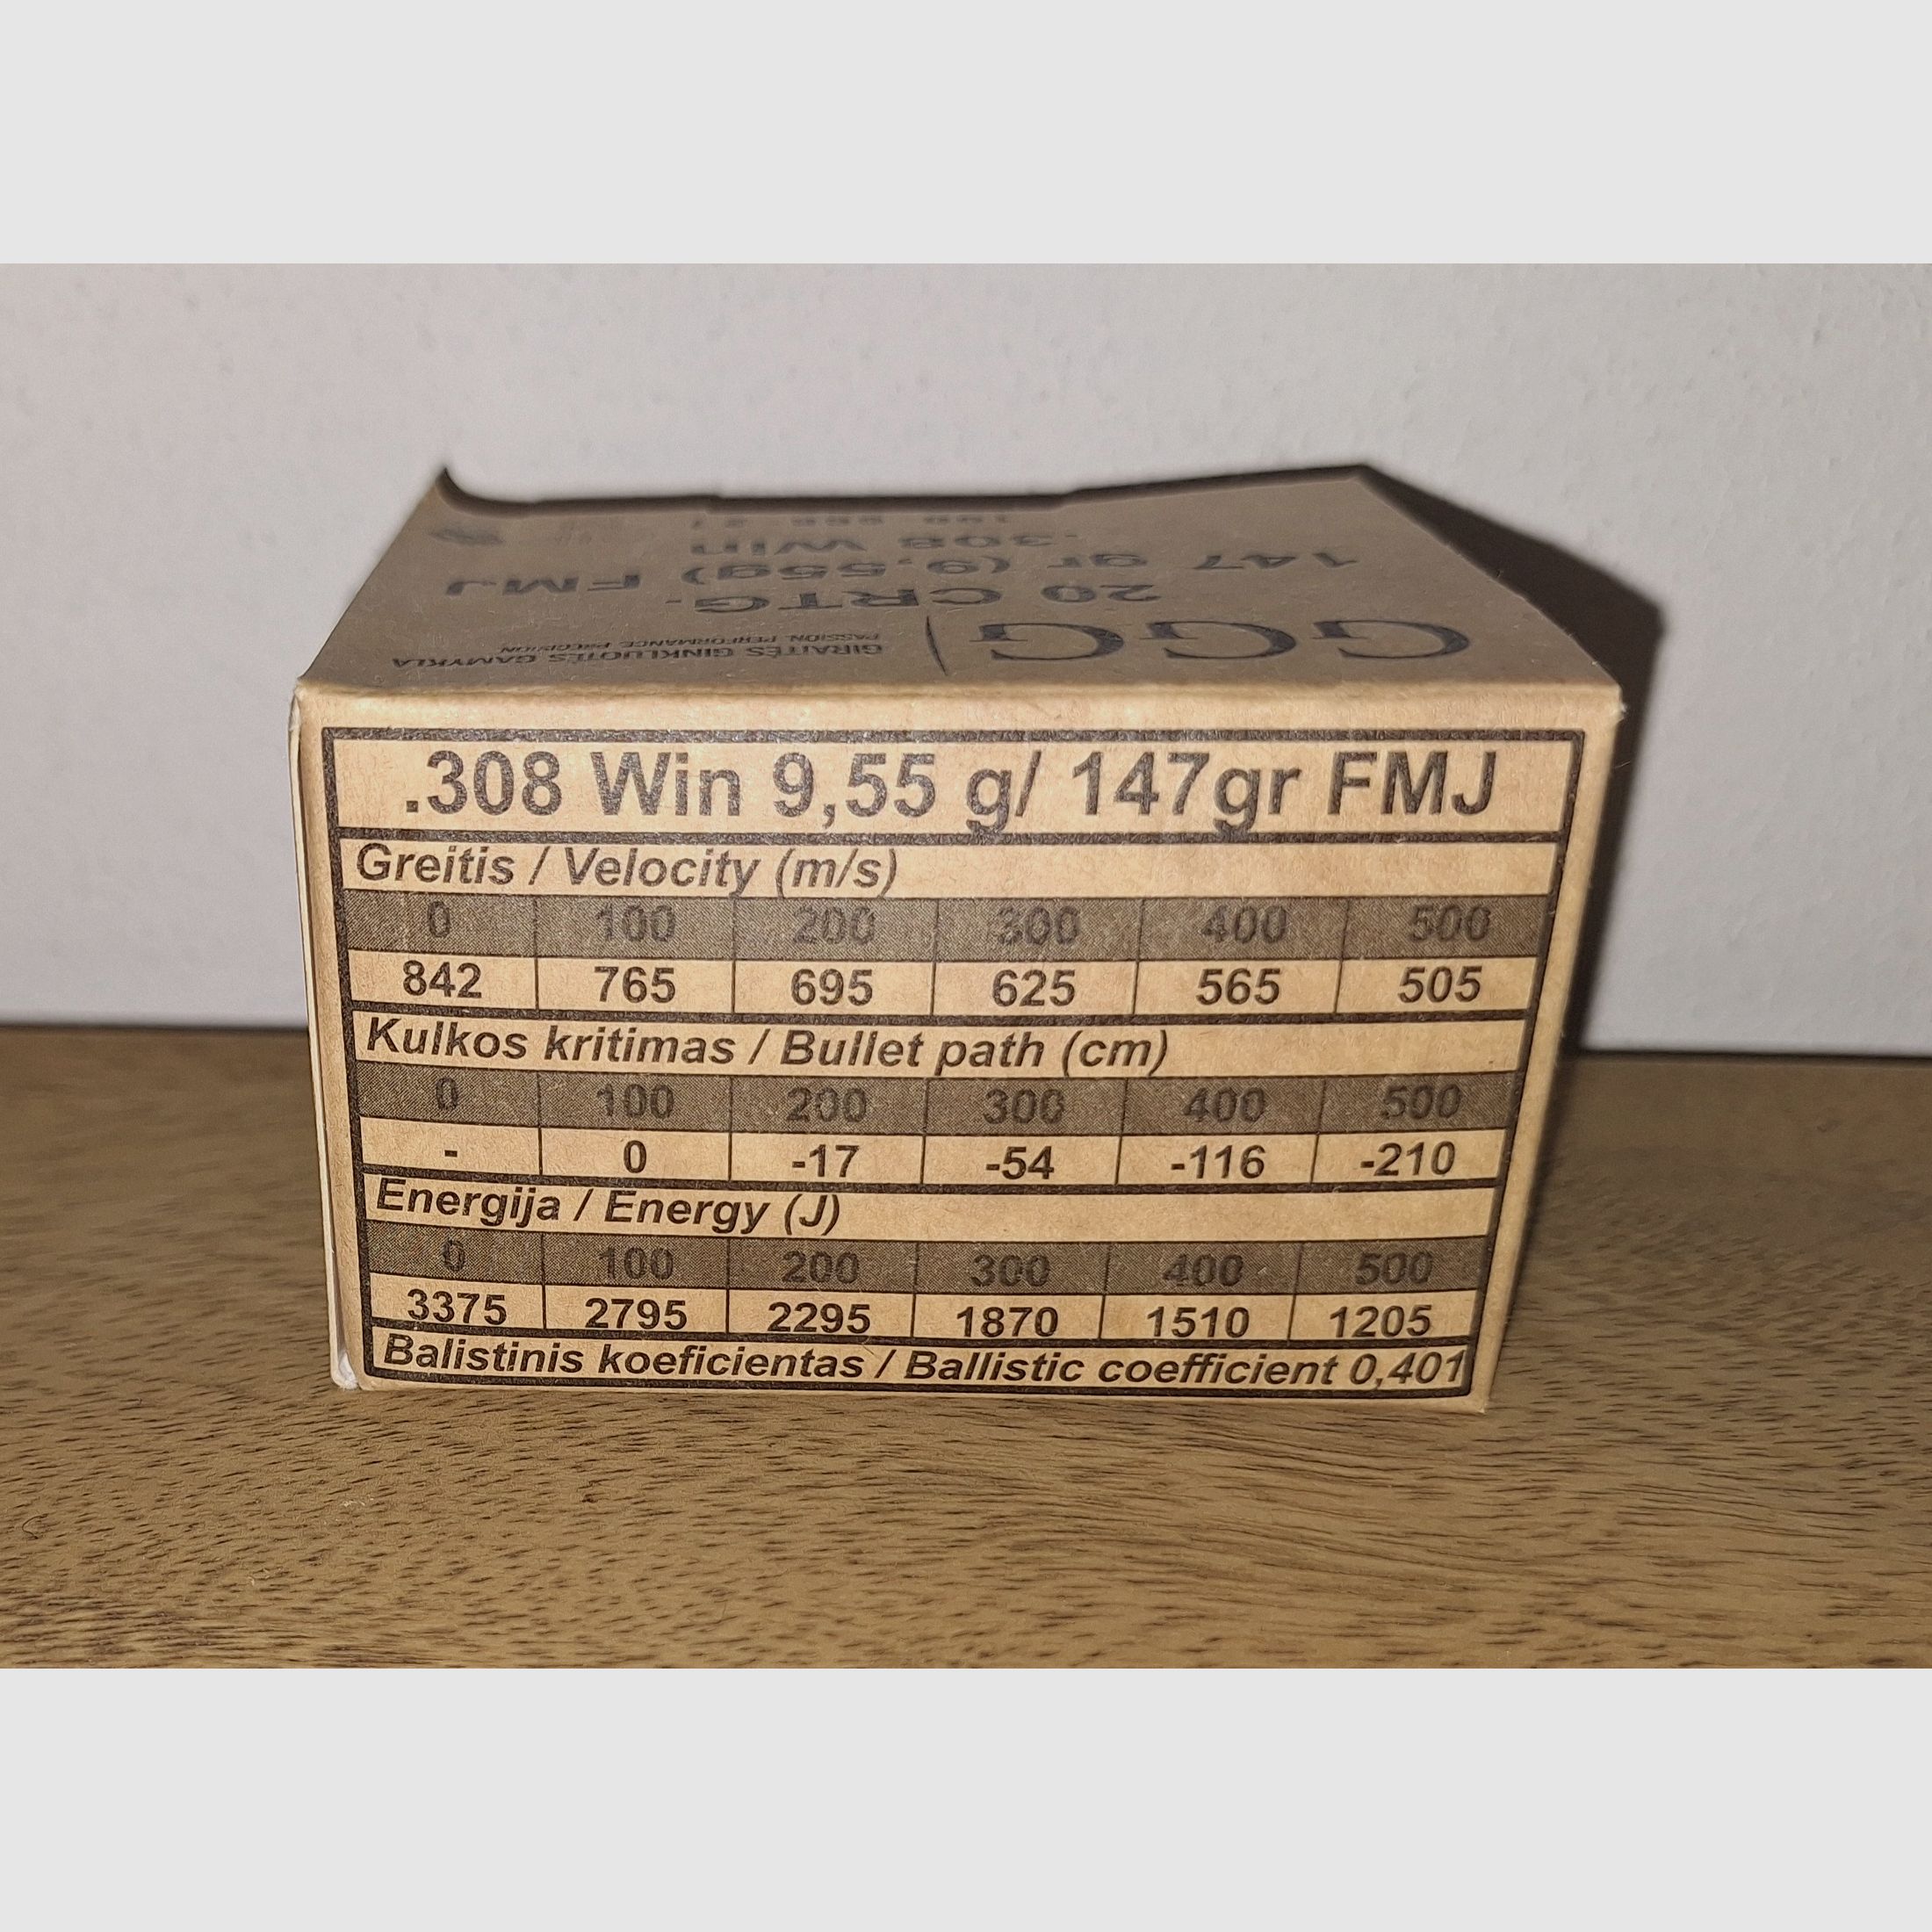 GGG
GIRAITĖS GINKLUOTĖS GAMYKLA
PASSION. PERFORMANCE. PRECISION.
20 CRTG.
147 gr (9,55g) FMJ
.308 Win
.308 Win 9,55 g/ 147gr FMJ
Greitis / Velocity (m/s)
0 100 200 300 400 500
842 765 695 625 565 505
Kulkos kritimas / Bullet path (cm)
0 100 200 300 400 500
- 0 -17 -54 -116 -210
Energija / Energy (J)
0 100 200 300 400 500
3375 2795 2295 1870 1510 1205
Balistinis koeficientas / Ballistic coefficient 0,401